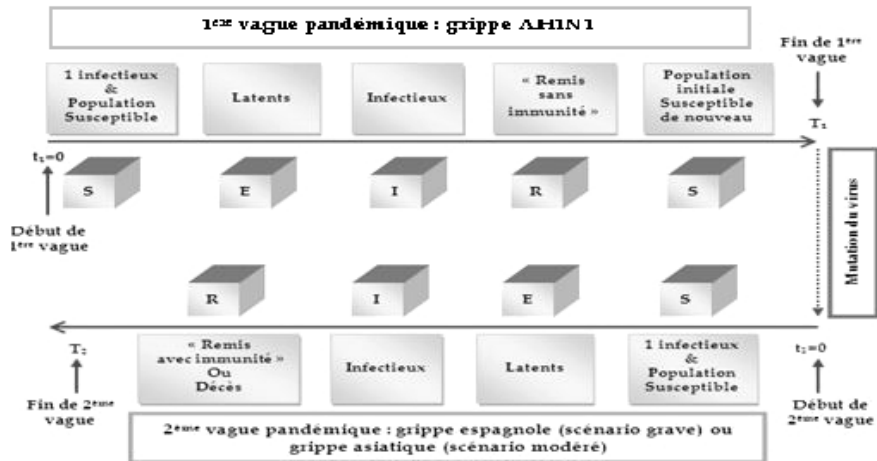 1ère vague pandémique : grippe AH1N1
Fin de 1ère
vague
1 infectieux
&
Population
Susceptible
Latents
Infectieux
« Remis
sans
immunité »
Population
initiale
Susceptible
de nouveau
T₁
t₁=0
S
E
I
R
S
Début de
1ère vague
Mutation du virus
R
I
E
S
T₂
« Remis
avec immunité »
Ou
Décès
Infectieux
Latents
1 infectieux
&
Population
Susceptible
t₂=0
Fin de 2ème
vague
Début de
2ème vague
2ème vague pandémique : grippe espagnole (scénario grave) ou
grippe asiatique (scénario modéré)